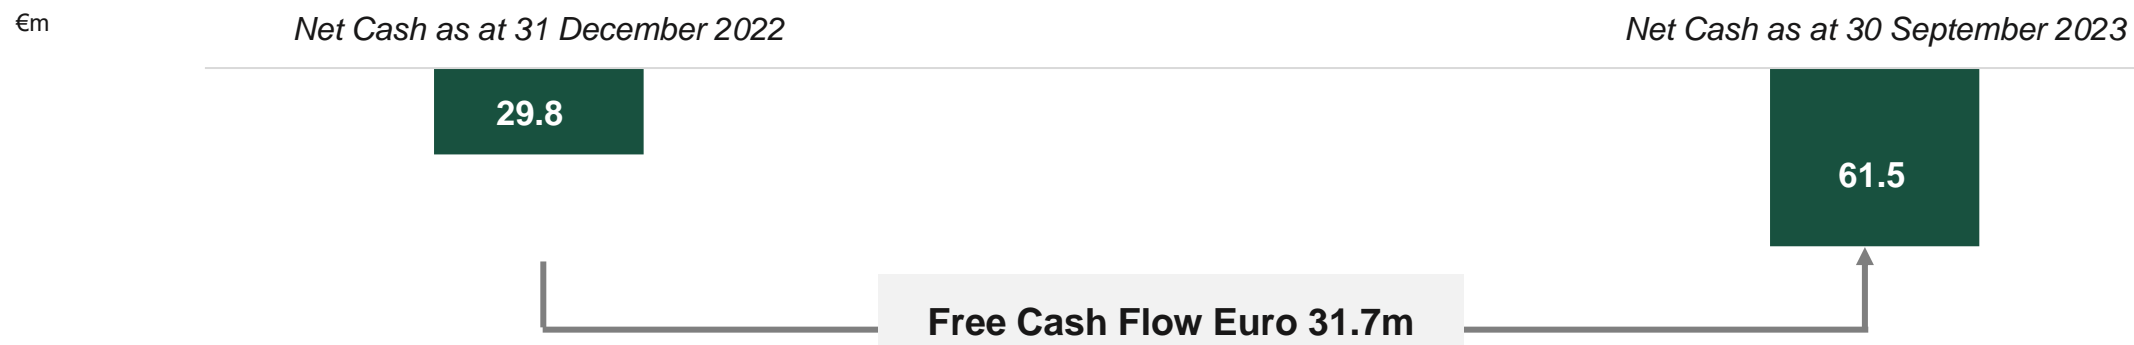 €m
Net Cash as at 31 December 2022
Net Cash as at 30 September 2023
29.8
61.5
Free Cash Flow Euro 31.7m